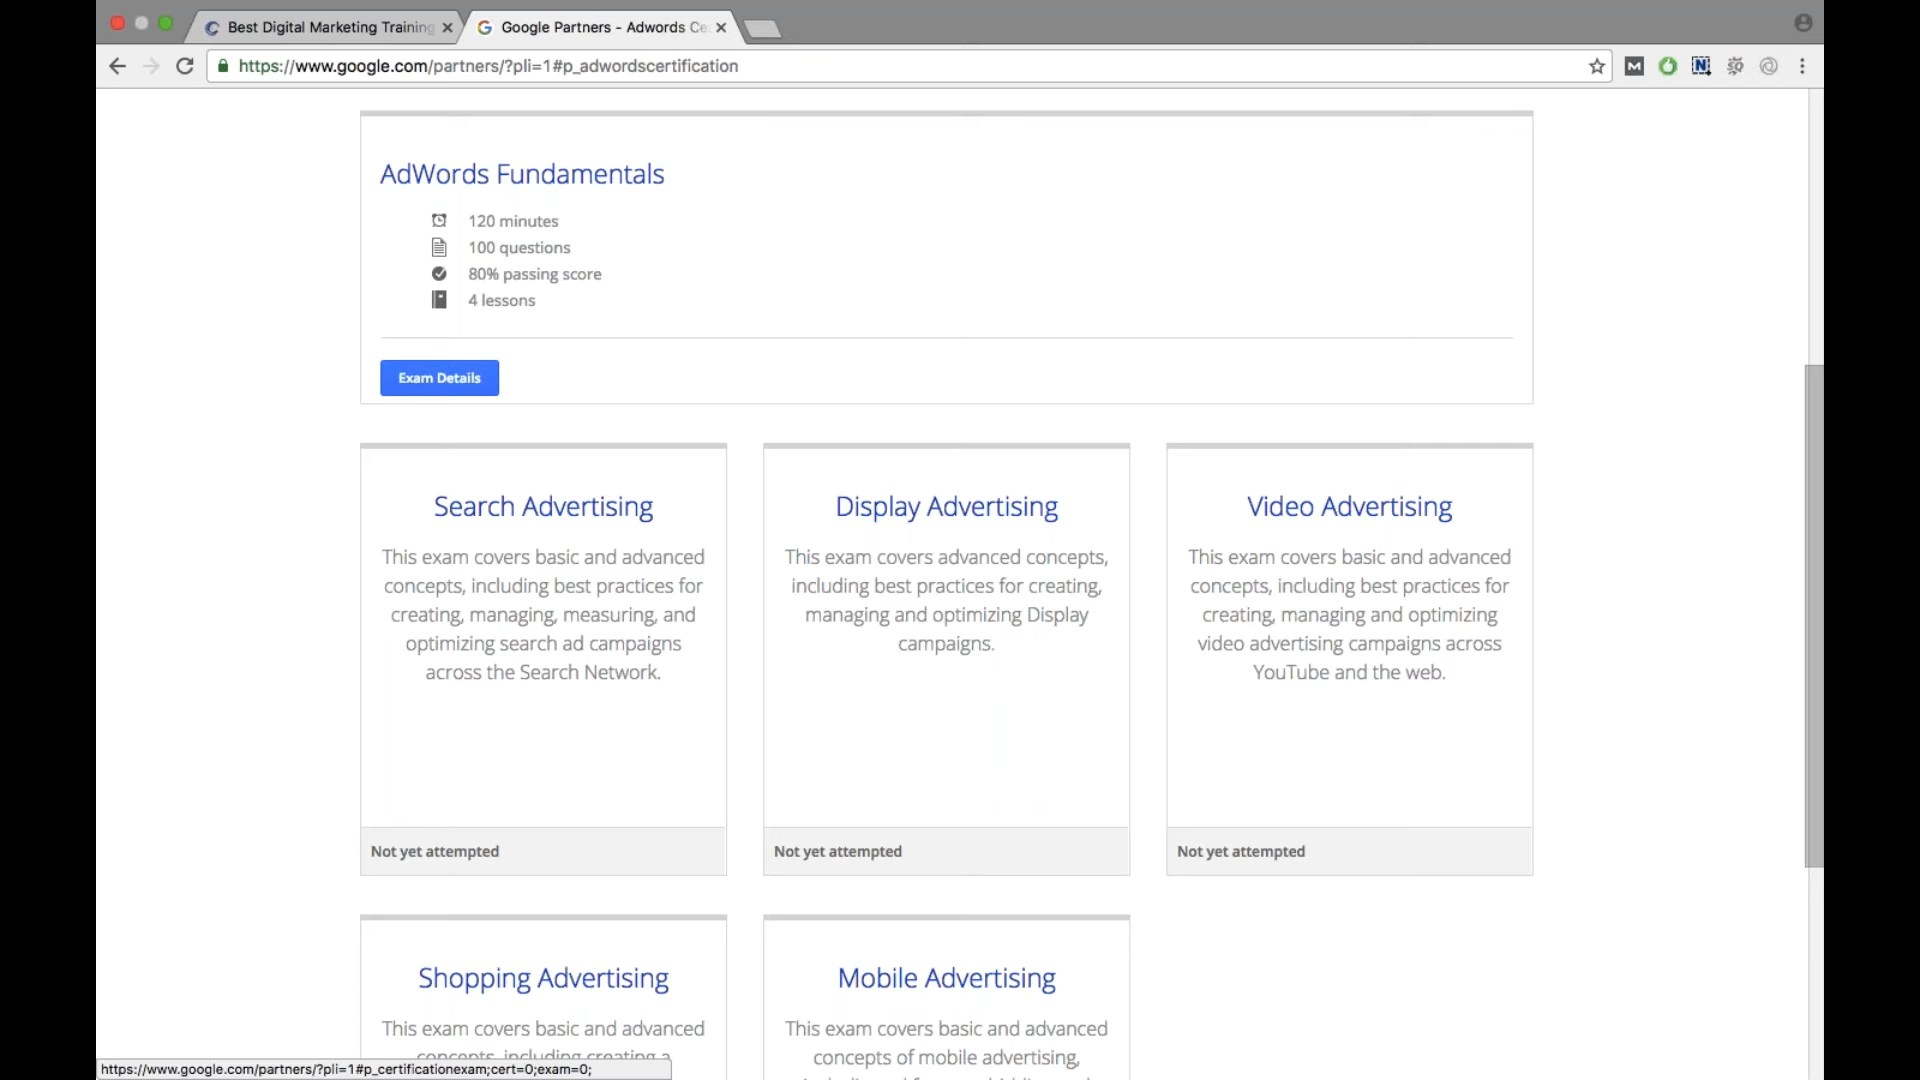 Best Digital Marketing Training
Google Partners - Adwords Ce
https://www.google.com/partners/?pli=1#p_adwordscertification
AdWords Fundamentals
120 minutes
100 questions
80% passing score
4 lessons
Exam Details
Search Advertising
This exam covers basic and advanced
concepts, including best practices for
creating, managing, measuring, and
optimizing search ad campaigns
across the Search Network.
Not yet attempted
Display Advertising
This exam covers advanced concepts,
including best practices for creating,
managing and optimizing Display
campaigns.
Not yet attempted
Video Advertising
This exam covers basic and advanced
concepts, including best practices for
creating, managing and optimizing
video advertising campaigns across
YouTube and the web.
Not yet attempted
Shopping Advertising
This exam covers basic and advanced
concepts, including creating a
Mobile Advertising
This exam covers basic and advanced
concepts of mobile advertising,
https://www.google.com/partners/?pli=1#p_certificationexam;cert=0;exam=0;